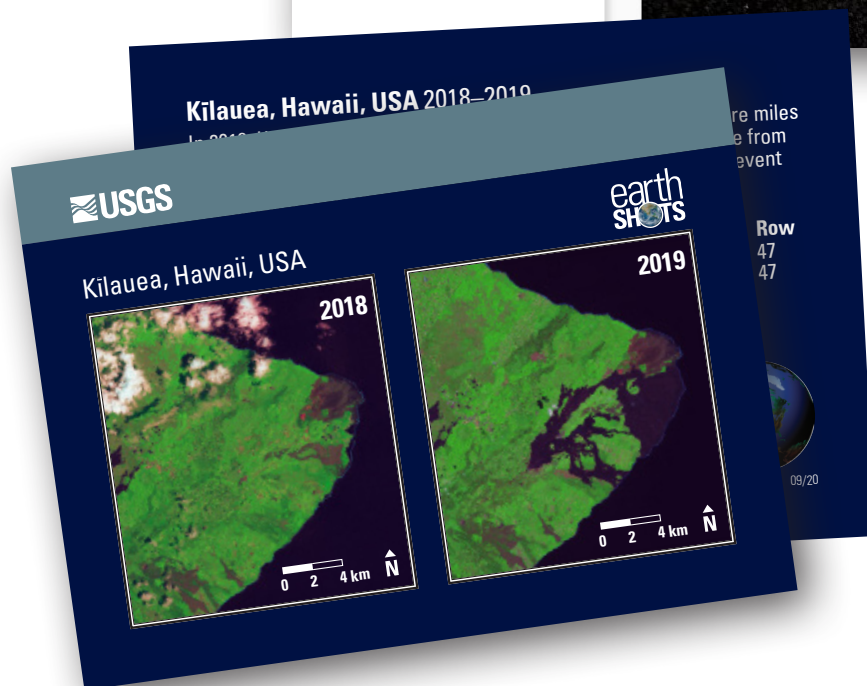 Kīlauea, Hawaii, USA 2018–2019
re miles
e from
event
Row
47
47
09/20
USGS
earth
SHOTS
Kīlauea, Hawaii, USA
2018
0 2 4 km
N
2019
0 2 4 km
N